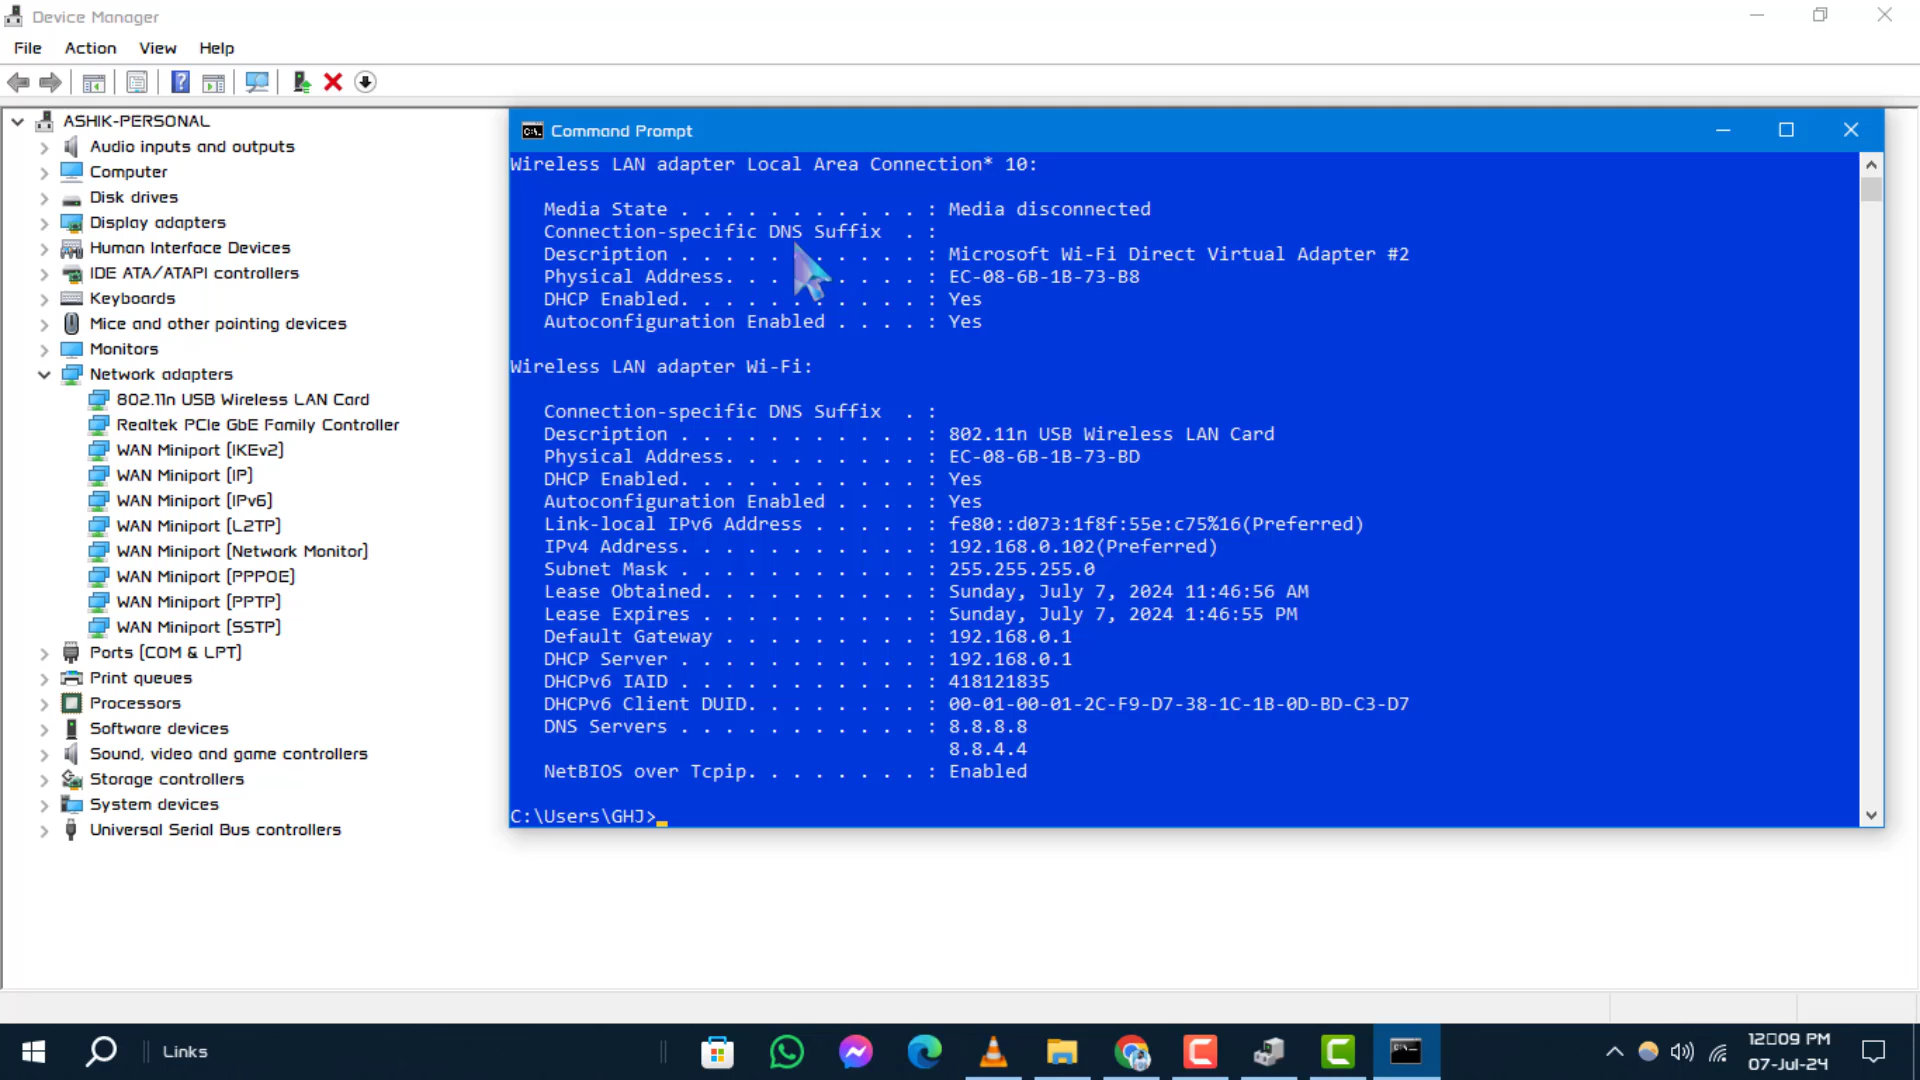 Device Manager
File Action View Help
ASHIK-PERSONAL
Audio inputs and outputs
Computer
Disk drives
Display adapters
Human Interface Devices
IDE ATA/ATAPI controllers
Keyboards
Mice and other pointing devices
Monitors
Network adapters
802.11n USB Wireless LAN Card
Realtek PCIe GbE Family Controller
WAN Miniport (IKEv2)
WAN Miniport (IP)
WAN Miniport (IPv6)
WAN Miniport (L2TP)
WAN Miniport (Network Monitor)
WAN Miniport (PPPOE)
WAN Miniport (PPTP)
WAN Miniport (SSTP)
Ports (COM & LPT)
Print queues
Processors
Software devices
Sound, video and game controllers
Storage controllers
System devices
Universal Serial Bus controllers
Command Prompt
Wireless LAN adapter Local Area Connection* 10:
Media State . . . . . . . . . . . : Media disconnected
Connection-specific DNS Suffix  . :
Description . . . . . . . . . . . : Microsoft Wi-Fi Direct Virtual Adapter #2
Physical Address. . . . . . . . . : EC-08-6B-1B-73-B8
DHCP Enabled. . . . . . . . . . . : Yes
Autoconfiguration Enabled . . . . : Yes
Wireless LAN adapter Wi-Fi:
Connection-specific DNS Suffix  . :
Description . . . . . . . . . . . : 802.11n USB Wireless LAN Card
Physical Address. . . . . . . . . : EC-08-6B-1B-73-BD
DHCP Enabled. . . . . . . . . . . : Yes
Autoconfiguration Enabled . . . . : Yes
Link-local IPv6 Address . . . . . : fe80::d073:1f8f:55e:c75%16(Preferred)
IPv4 Address. . . . . . . . . . . : 192.168.0.102(Preferred)
Subnet Mask . . . . . . . . . . . : 255.255.255.0
Lease Obtained. . . . . . . . . . : Sunday, July 7, 2024 11:46:56 AM
Lease Expires . . . . . . . . . . : Sunday, July 7, 2024 1:46:55 PM
Default Gateway . . . . . . . . . : 192.168.0.1
DHCP Server . . . . . . . . . . . : 192.168.0.1
DHCPv6 IAID . . . . . . . . . . . : 418121835
DHCPv6 Client DUID. . . . . . . . : 00-01-00-01-2C-F9-D7-38-1C-1B-0D-BD-C3-D7
DNS Servers . . . . . . . . . . . : 8.8.8.8
8.8.4.4
NetBIOS over Tcpip. . . . . . . . : Enabled
C:\Users\GHJ>
Links
12▯09 PM
07-Jul-24